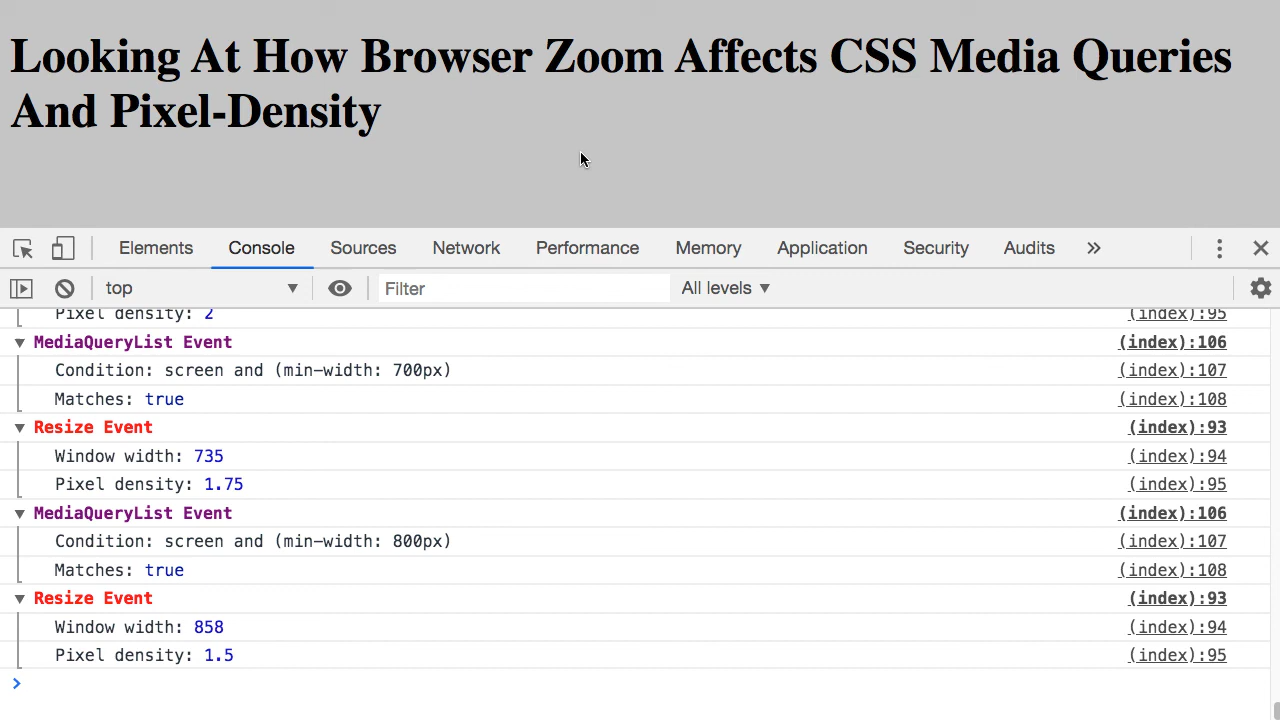 Looking At How Browser Zoom Affects CSS Media Queries
And Pixel-Density
Elements Console Sources Network Performance Memory Application Security Audits »
top Filter All levels
Pixel density: 2 (index):95
MediaQueryList Event (index):106
Condition: screen and (min-width: 700px) (index):107
Matches: true (index):108
Resize Event (index):93
Window width: 735 (index):94
Pixel density: 1.75 (index):95
MediaQueryList Event (index):106
Condition: screen and (min-width: 800px) (index):107
Matches: true (index):108
Resize Event (index):93
Window width: 858 (index):94
Pixel density: 1.5 (index):95